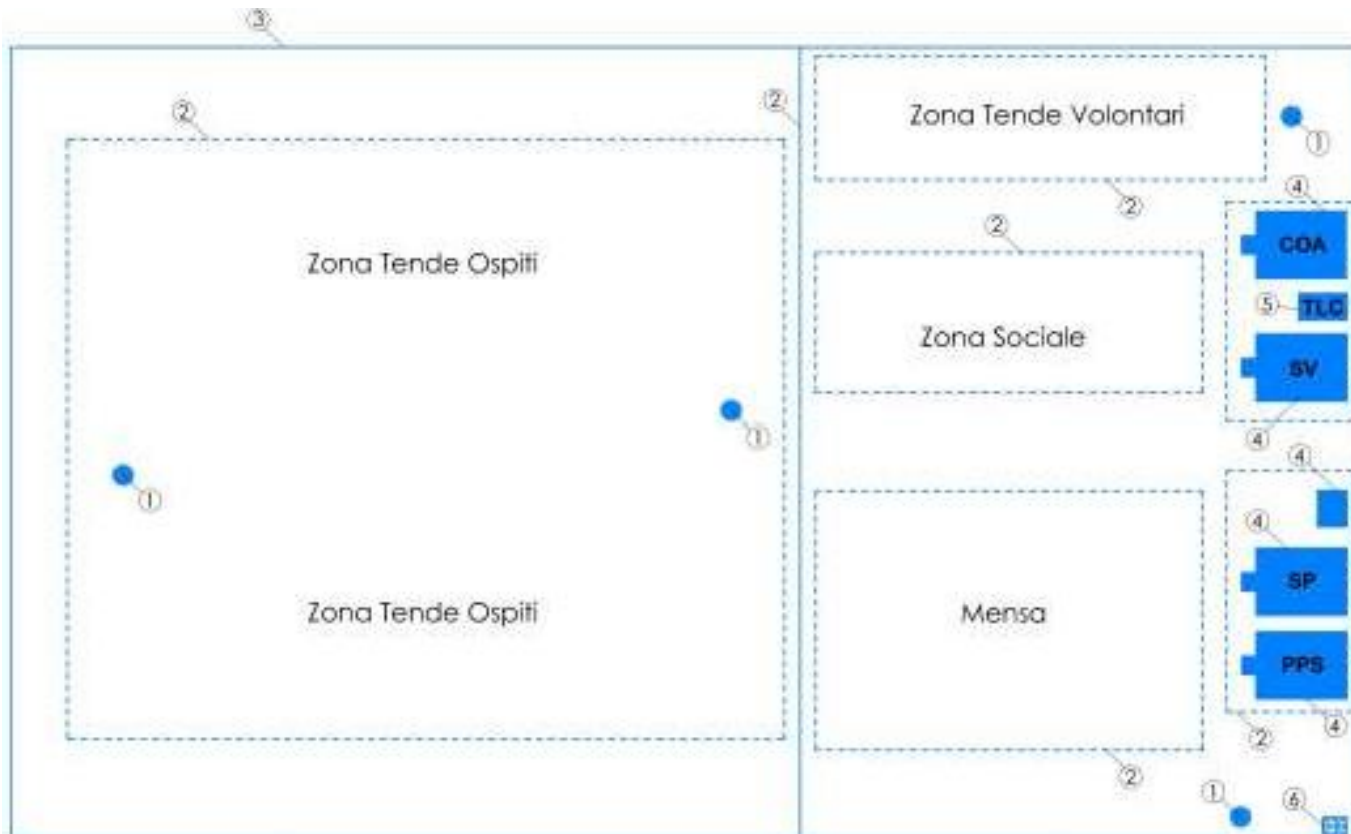 ③
② ② Zona Tende Volontari
①
②
④
COA
②
Zona Tende Ospiti
⑤ TLC
Zona Sociale
SV
④
①
④
①
④
SP
Zona Tende Ospiti
Mensa
PPS
④
②
②
①
⑥